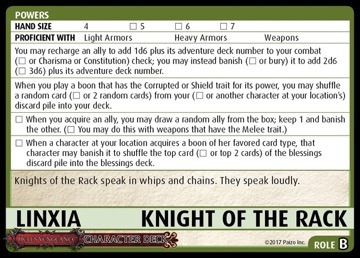 POWERS
HAND SIZE 4 □ 5 □ 6 □ 7
PROFICIENT WITH Light Armors Heavy Armors Weapons
You may recharge an ally to add 1d6 plus its adventure deck number to your combat
(□ or Charisma or Constitution) check; you may instead banish (□ or bury) it to add 2d6
(□ 3d6) plus its adventure deck number.
When you play a boon that has the Corrupted or Shield trait for its power, you may shuffle
a random card (□ or 2 random cards) from your (□ or another character at your location's)
discard pile into your deck.
□ When you acquire an ally, you may draw a random ally from the box; keep 1 and banish
the other. (□ You may do this with weapons that have the Melee trait.)
□ When a character at your location acquires a boon of her favored card type, that
character may banish it to shuffle the top card (□ or top 2 cards) of the blessings
discard pile into the blessings deck.
Knights of the Rack speak in whips and chains. They speak loudly.
LINXIA KNIGHT OF THE RACK
HELL'S VENGEANCE CHARACTER DECK
©2017 Paizo Inc. ROLE B